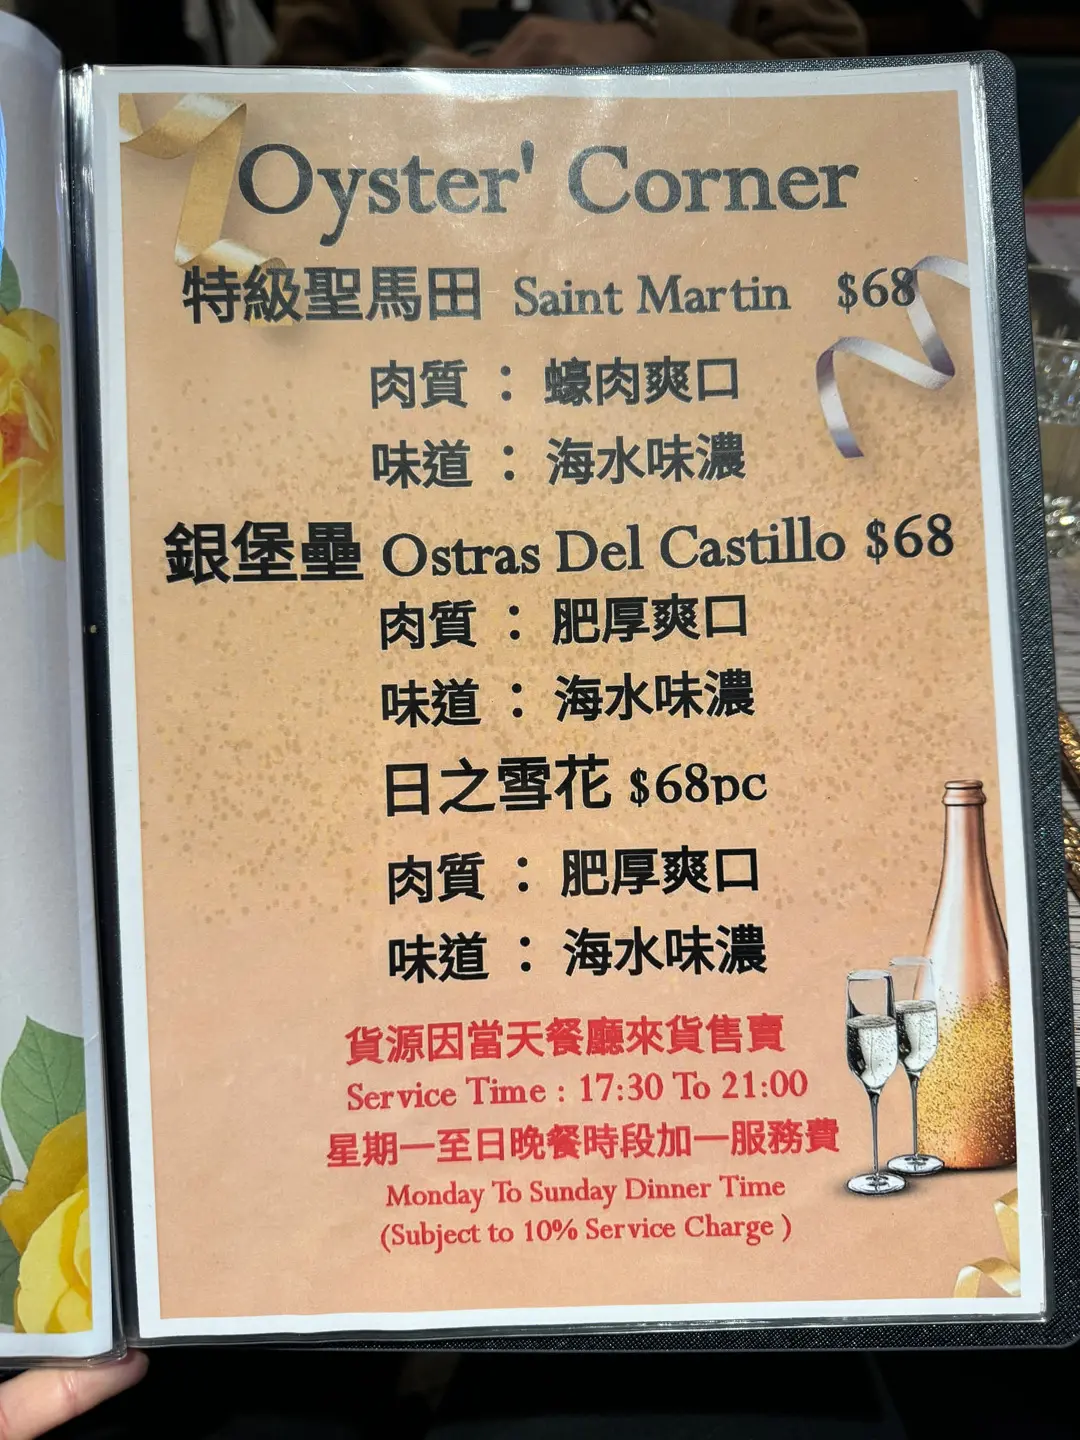 Oyster' Corner
特級聖馬田 Saint Martin $68
肉質 ： 蠔肉爽口
味道 ： 海水味濃
銀堡壘 Ostras Del Castillo $68
肉質 ： 肥厚爽口
味道 ： 海水味濃
日之雪花 $68pc
肉質 ： 肥厚爽口
味道 ： 海水味濃
貨源因當天餐廳來貨售賣
Service Time : 17:30 To 21:00
星期一至日晚餐時段加一服務費
Monday To Sunday Dinner Time
(Subject to 10% Service Charge )